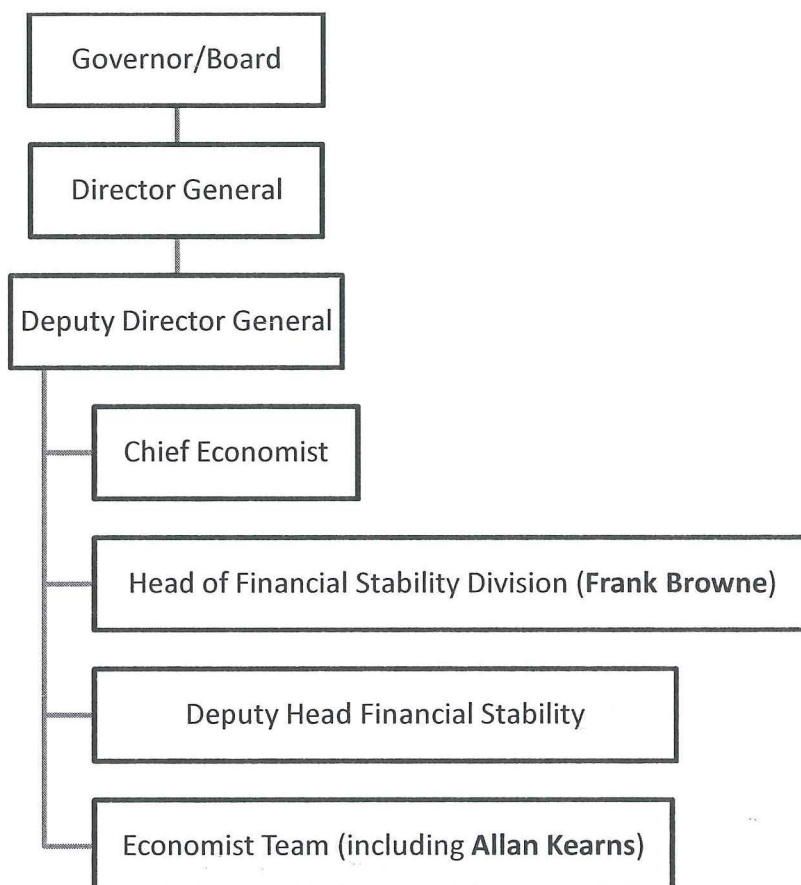 Governor/Board
Director General
Deputy Director General
Chief Economist
Head of Financial Stability Division (Frank Browne)
Deputy Head Financial Stability
Economist Team (including Allan Kearns)